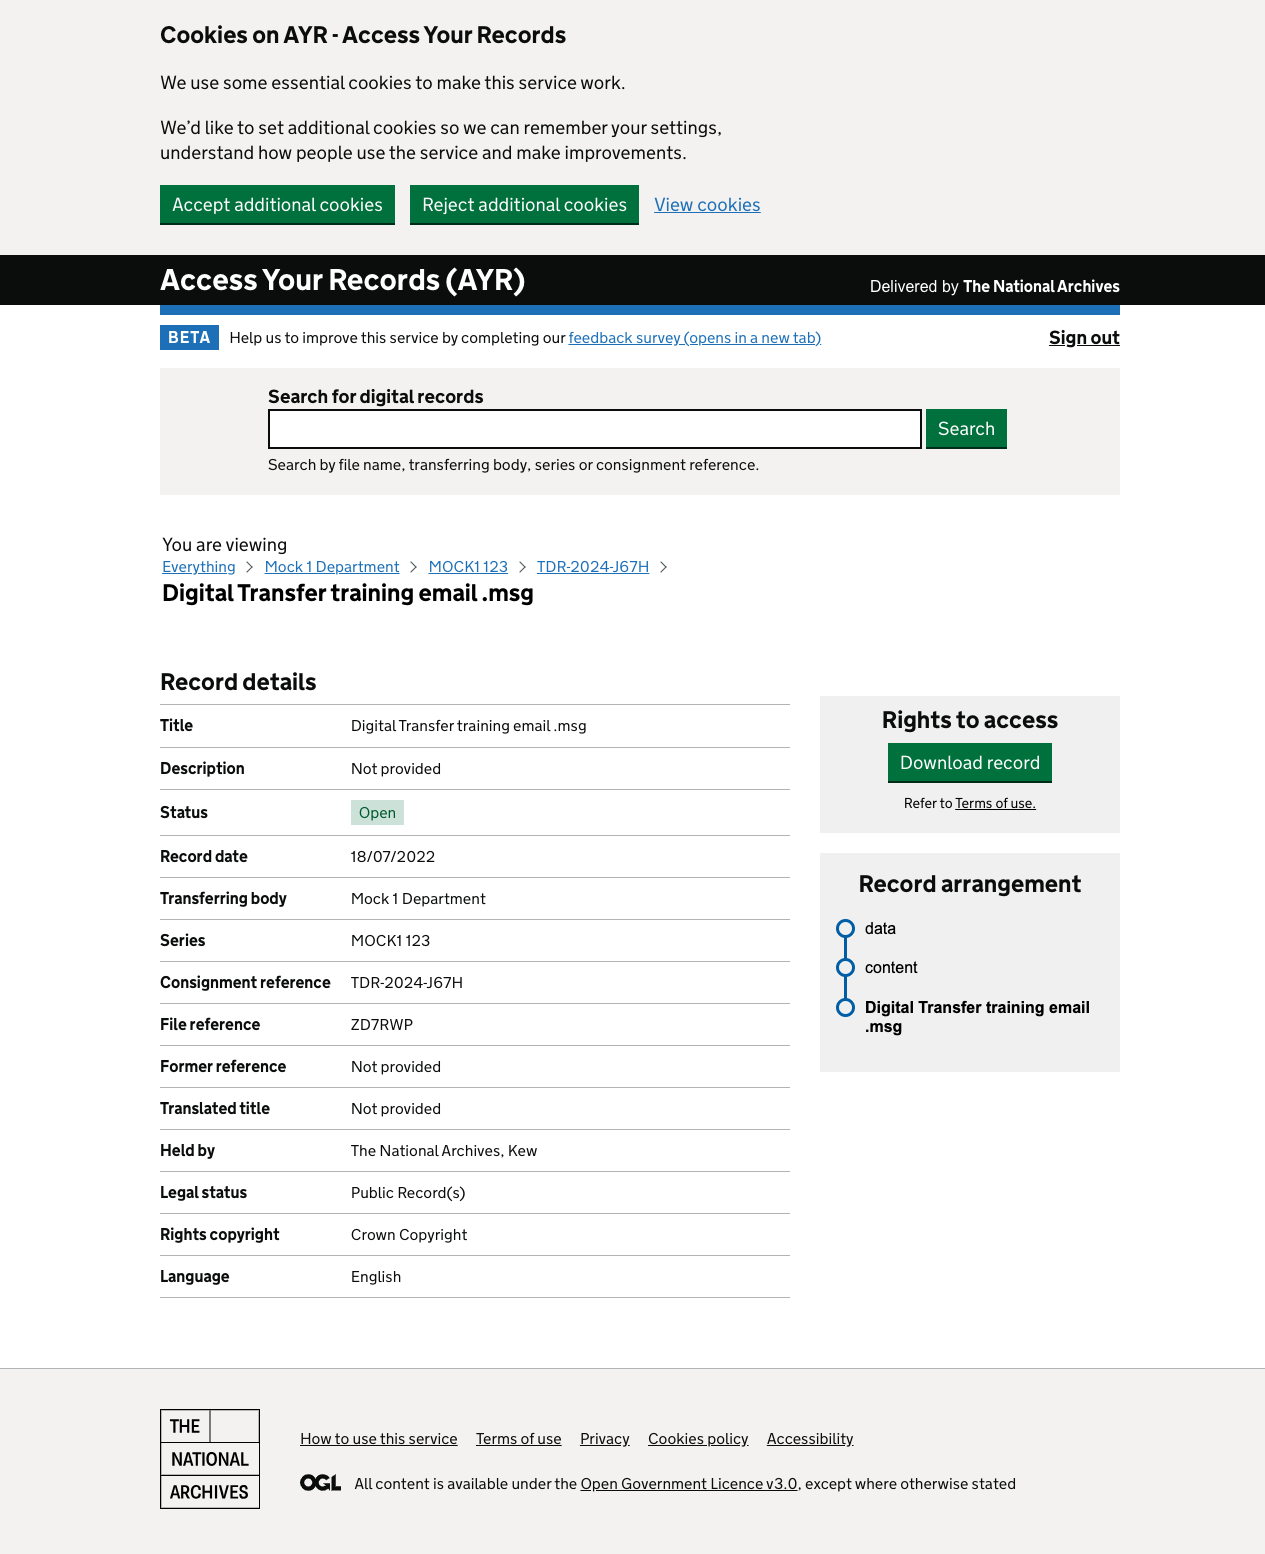 Cookies on AYR - Access Your Records
We use some essential cookies to make this service work.
We’d like to set additional cookies so we can remember your settings,
understand how people use the service and make improvements.
Accept additional cookies
Reject additional cookies
View cookies
Access Your Records (AYR)
Delivered by The National Archives
BETA
Help us to improve this service by completing our feedback survey (opens in a new tab)
Sign out
Search for digital records
Search
Search by file name, transferring body, series or consignment reference.
You are viewing
Everything > Mock 1 Department > MOCK1 123 > TDR-2024-J67H >
Digital Transfer training email .msg
Record details
Title Digital Transfer training email .msg
Description Not provided
Status Open
Record date 18/07/2022
Transferring body Mock 1 Department
Series MOCK1 123
Consignment reference TDR-2024-J67H
File reference ZD7RWP
Former reference Not provided
Translated title Not provided
Held by The National Archives, Kew
Legal status Public Record(s)
Rights copyright Crown Copyright
Language English
Rights to access
Download record
Refer to Terms of use.
Record arrangement
data
content
Digital Transfer training email
.msg
THE
NATIONAL
ARCHIVES
How to use this service
Terms of use
Privacy
Cookies policy
Accessibility
OGL
All content is available under the Open Government Licence v3.0, except where otherwise stated